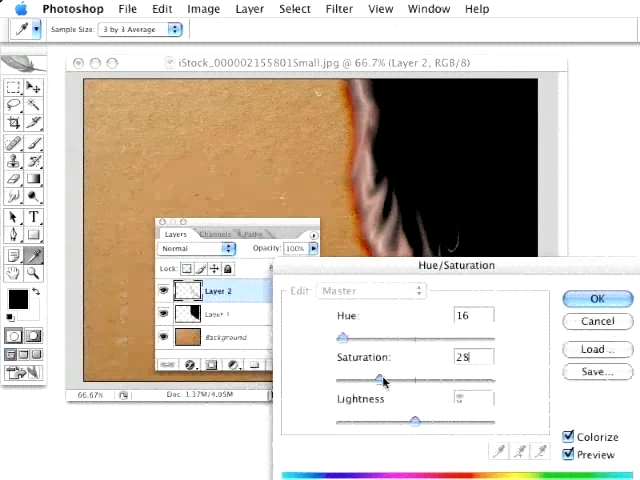 Photoshop File Edit Image Layer Select Filter View Window Help
Sample Size: 3 by 3 Average
iStock_000002155801Small.jpg @ 66.7% (Layer 2, RGB/8)
Layers Channels Paths
Normal Opacity: 100%
Lock:
Layer 2
Layer 1
Background
66.67% Doc: 1.37M/4.05M
Hue/Saturation
Edit: Master
Hue: 16
Saturation: 28
Lightness
OK
Cancel
Load...
Save...
Colorize
Preview